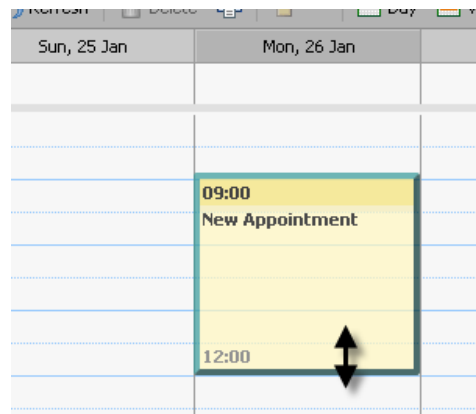 Refresh Delete Day
Sun, 25 Jan Mon, 26 Jan
09:00
New Appointment
12:00